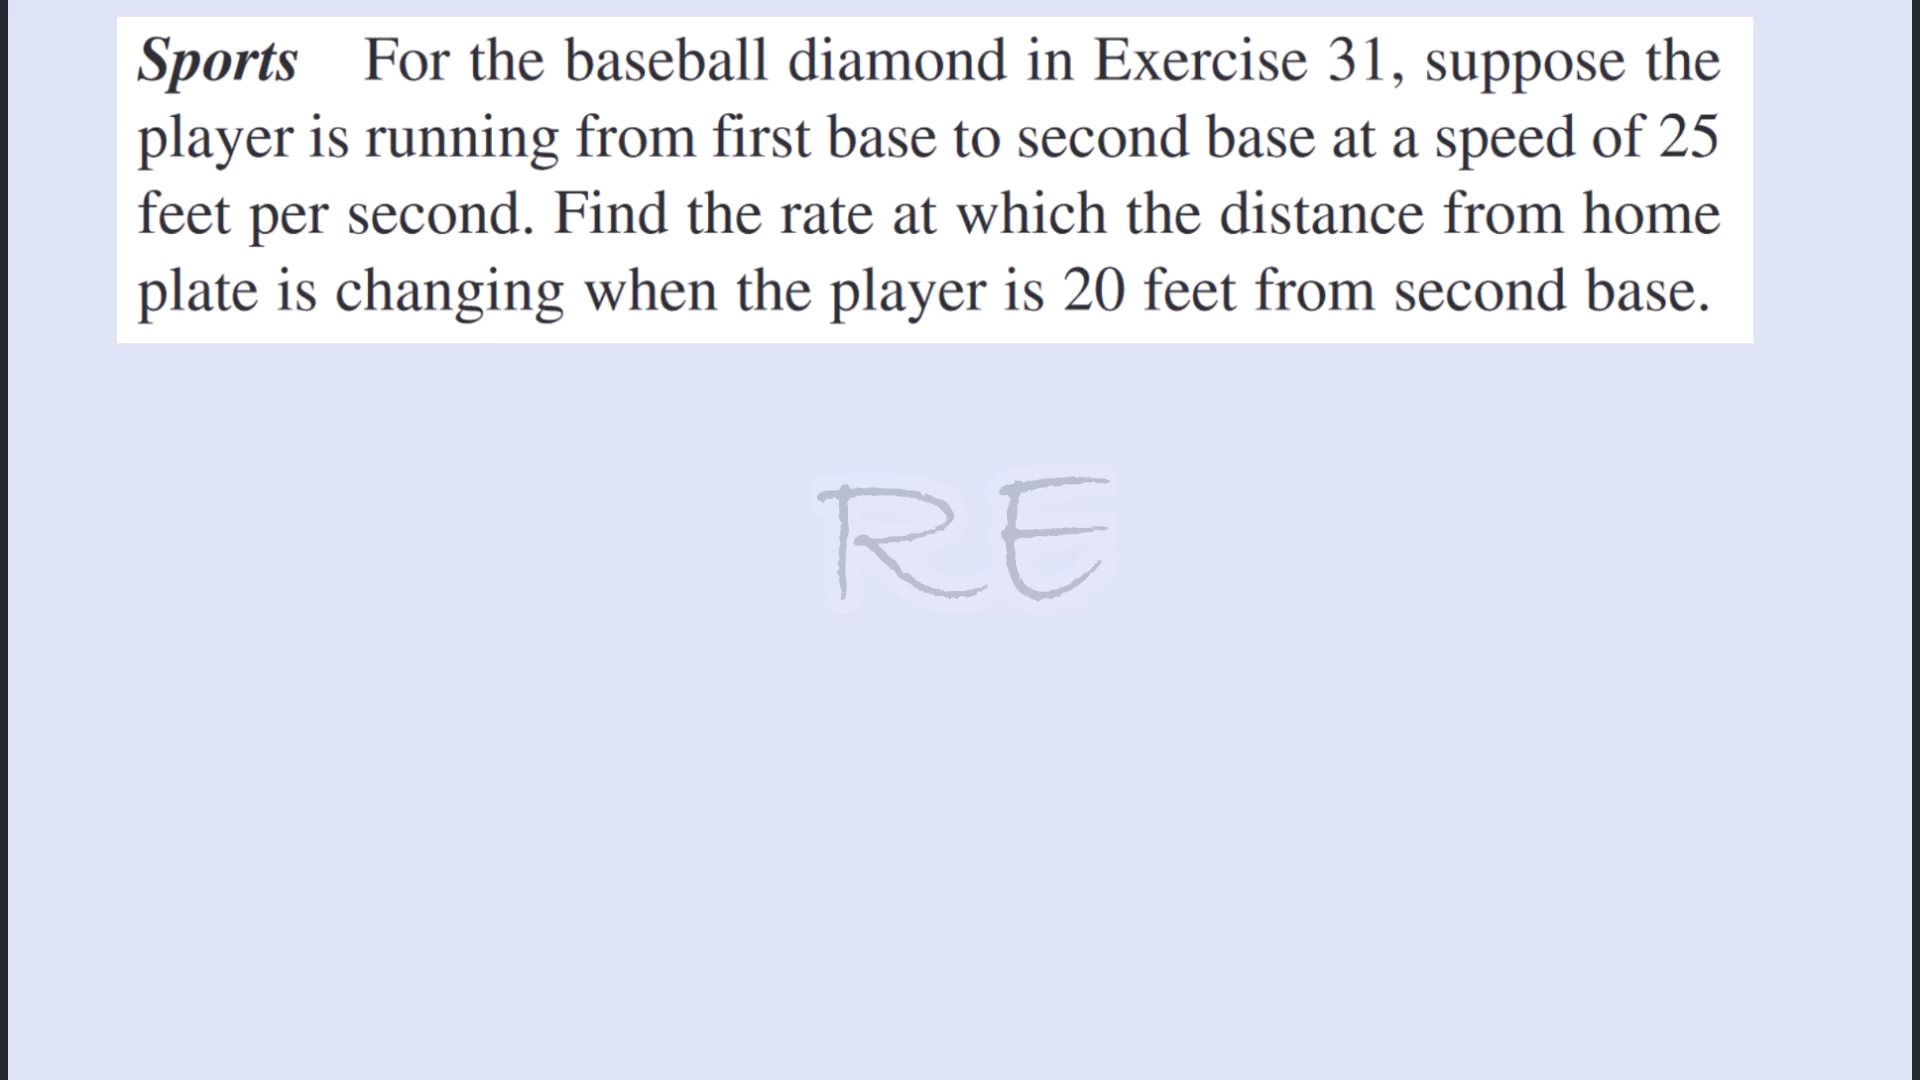 Sports For the baseball diamond in Exercise 31, suppose the
player is running from first base to second base at a speed of 25
feet per second. Find the rate at which the distance from home
plate is changing when the player is 20 feet from second base.
RE